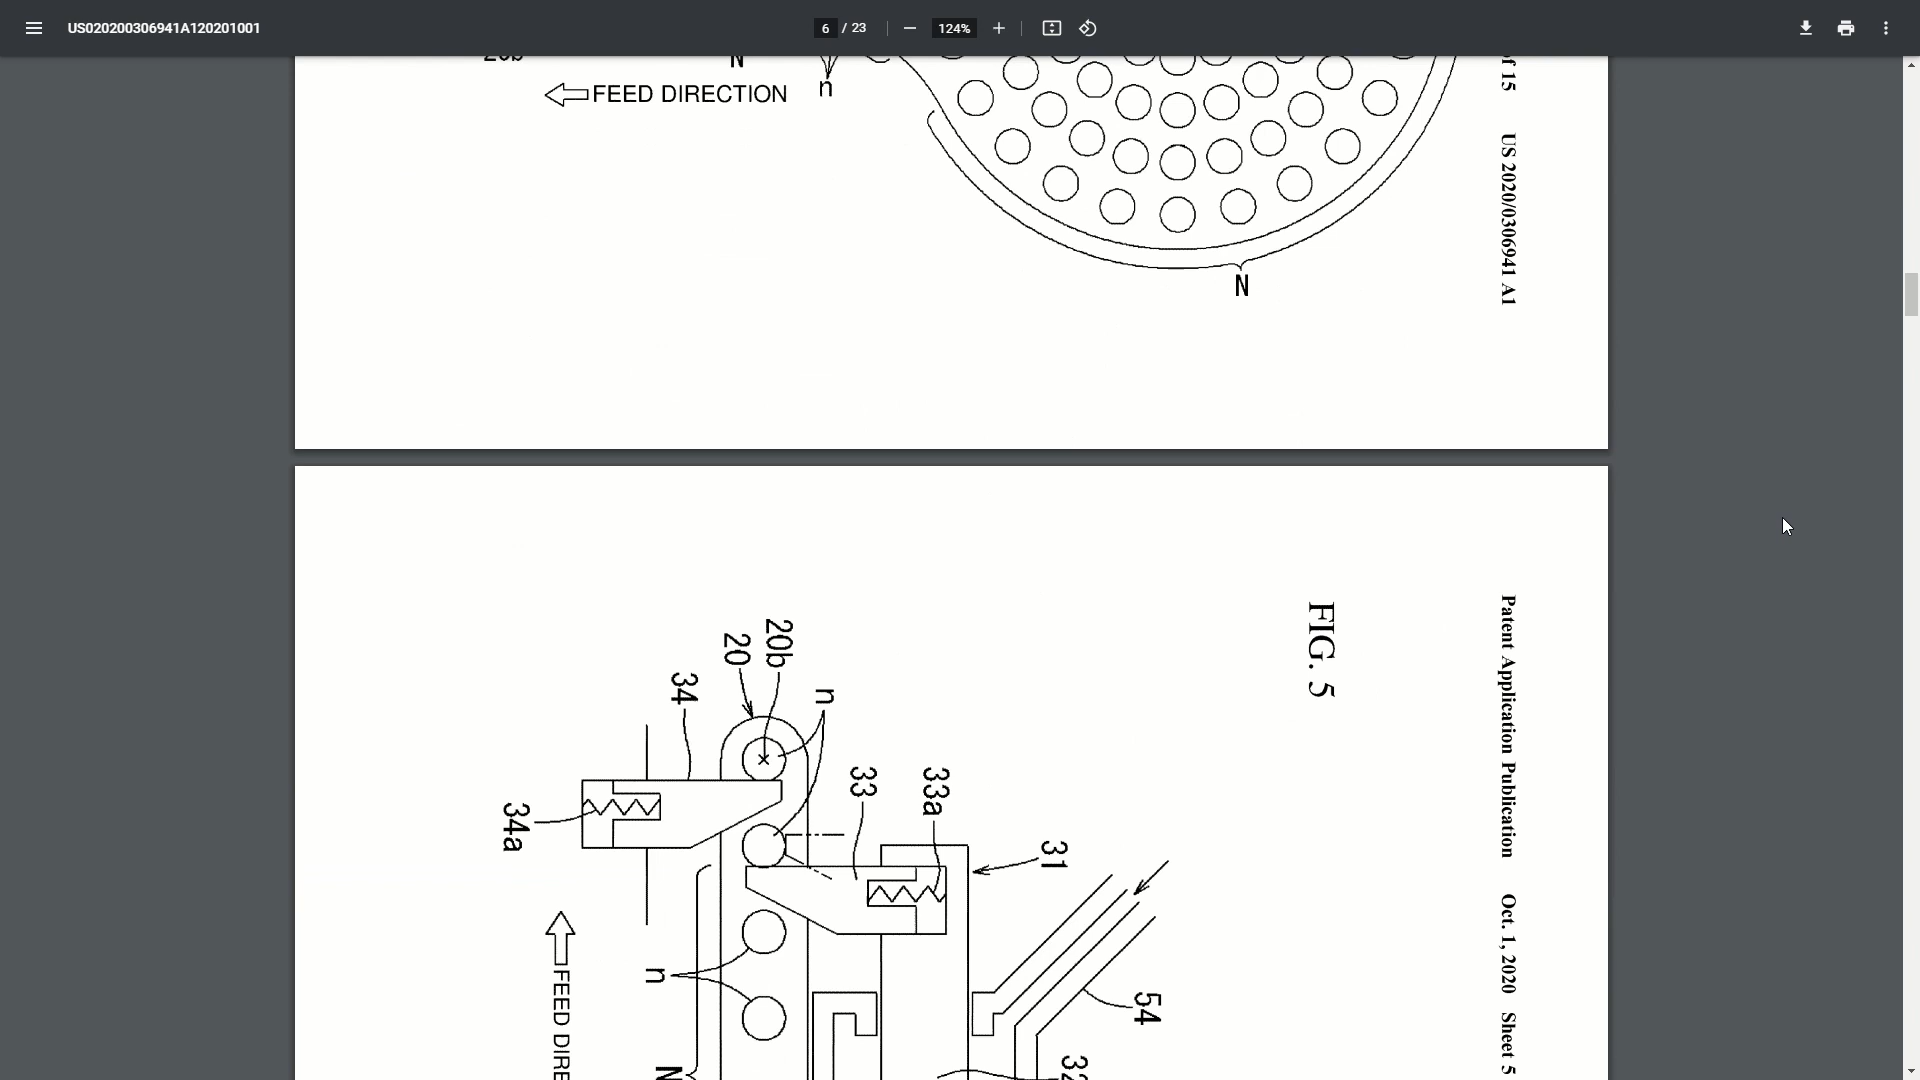 US020200306941A120201001
6 / 23
124%
N
n
FEED DIRECTION
N
f 15 US 2020/0306941 A1
Patent Application Publication Oct. 1, 2020 Sheet 5
FIG. 5
20b
20
n
34
33
33a
34a
31
n
54
FEED DIRE
N